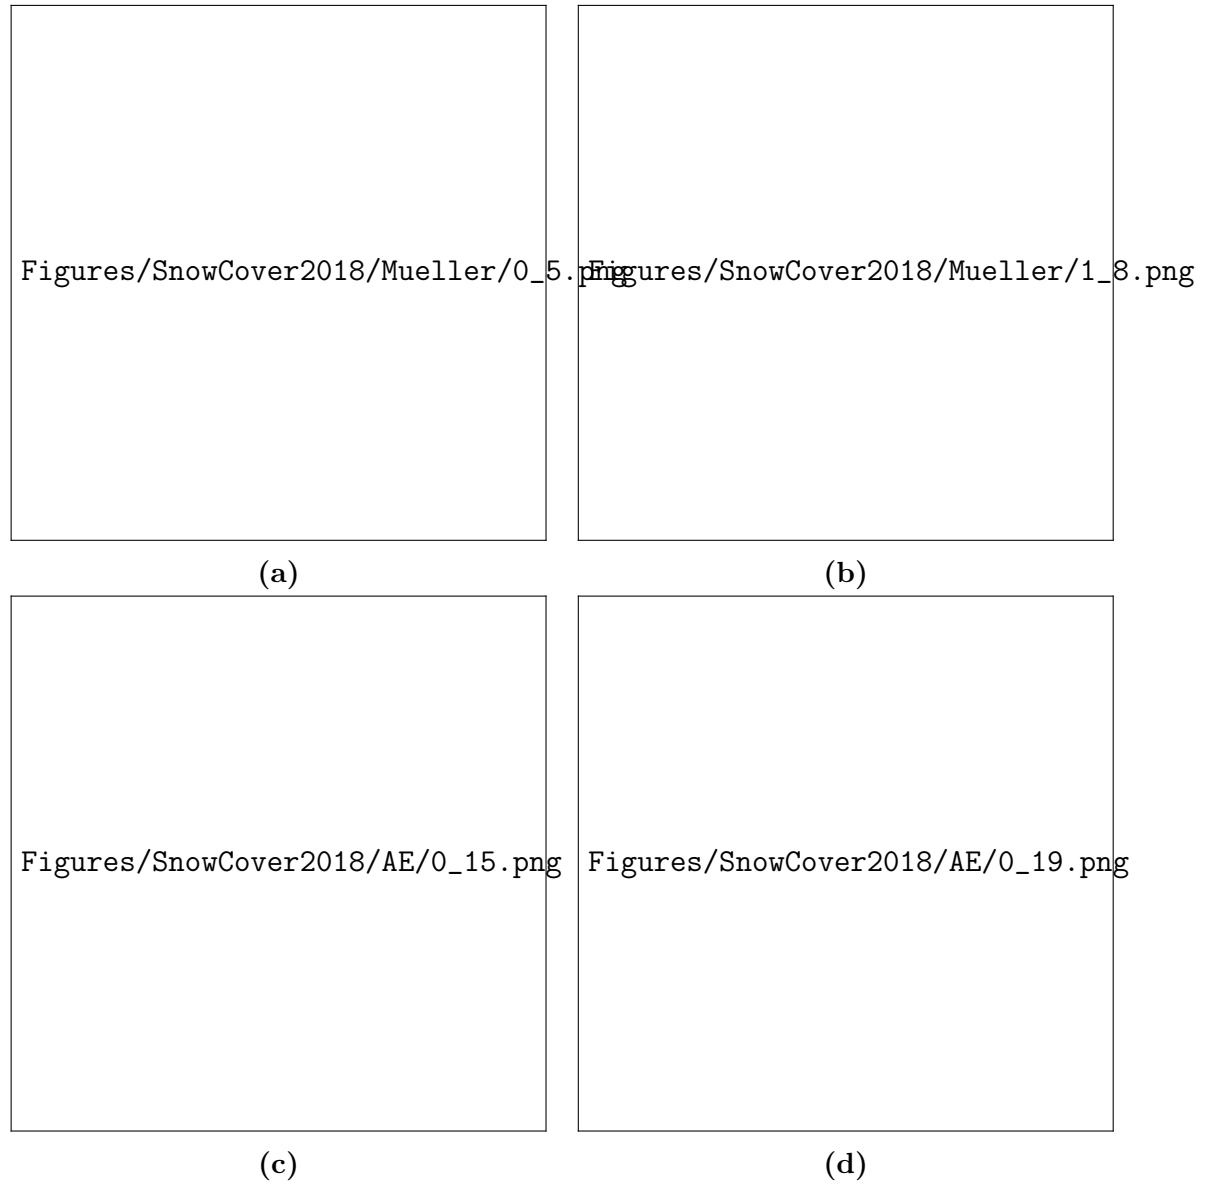 Figures/SnowCover2018/Mueller/0_5.png
Figures/SnowCover2018/Mueller/1_8.png
(a)
(b)
Figures/SnowCover2018/AE/0_15.png
Figures/SnowCover2018/AE/0_19.png
(c)
(d)